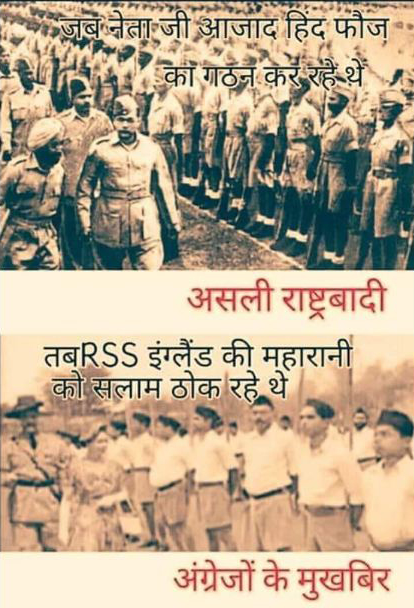 जब नेता जी आजाद हिंद फौज
का गठन कर रहे थे
असली राष्ट्रबादी
तबRSS इंग्लैंड की महारानी
को सलाम ठोक रहे थे
अंग्रेजों के मुखबिर